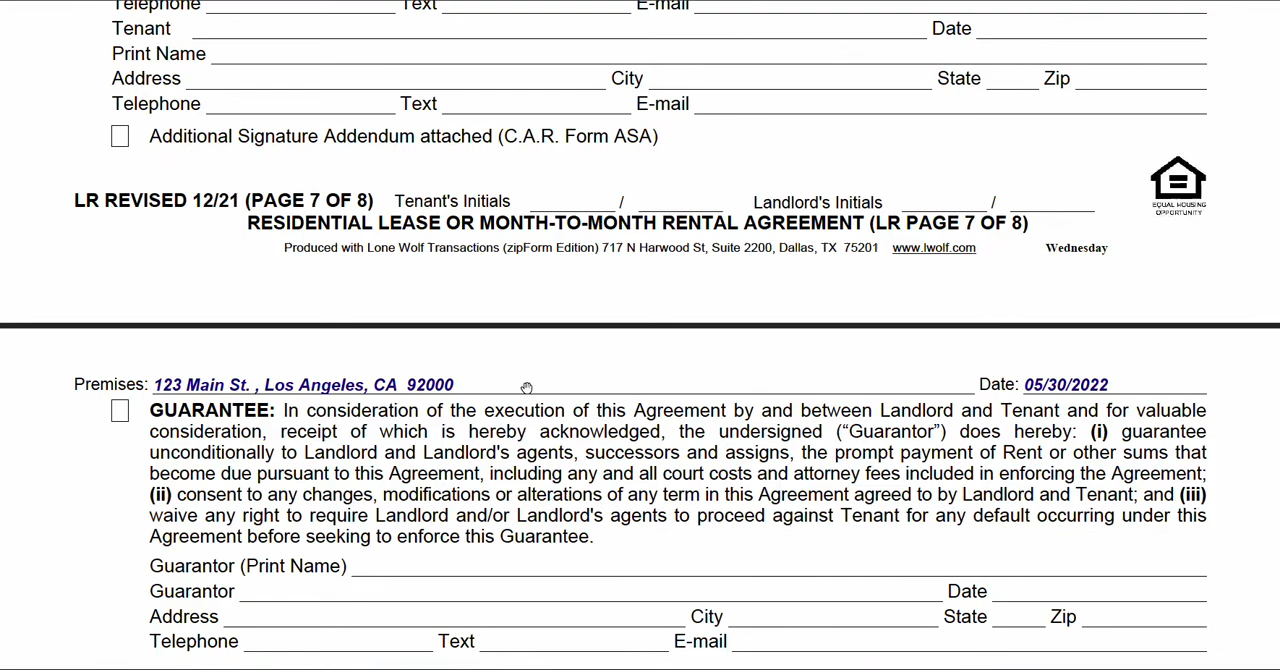 Telephone Text E-mail
Tenant Date
Print Name
Address City State Zip
Telephone Text E-mail
Additional Signature Addendum attached (C.A.R. Form ASA)
LR REVISED 12/21 (PAGE 7 OF 8) Tenant's Initials / Landlord's Initials /
EQUAL HOUSING
OPPORTUNITY
RESIDENTIAL LEASE OR MONTH-TO-MONTH RENTAL AGREEMENT (LR PAGE 7 OF 8)
Produced with Lone Wolf Transactions (zipForm Edition) 717 N Harwood St, Suite 2200, Dallas, TX 75201 www.lwolf.com Wednesday
Premises: 123 Main St. , Los Angeles, CA 92000 Date: 05/30/2022
GUARANTEE: In consideration of the execution of this Agreement by and between Landlord and Tenant and for valuable
consideration, receipt of which is hereby acknowledged, the undersigned (“Guarantor”) does hereby: (i) guarantee
unconditionally to Landlord and Landlord's agents, successors and assigns, the prompt payment of Rent or other sums that
become due pursuant to this Agreement, including any and all court costs and attorney fees included in enforcing the Agreement;
(ii) consent to any changes, modifications or alterations of any term in this Agreement agreed to by Landlord and Tenant; and (iii)
waive any right to require Landlord and/or Landlord's agents to proceed against Tenant for any default occurring under this
Agreement before seeking to enforce this Guarantee.
Guarantor (Print Name)
Guarantor Date
Address City State Zip
Telephone Text E-mail